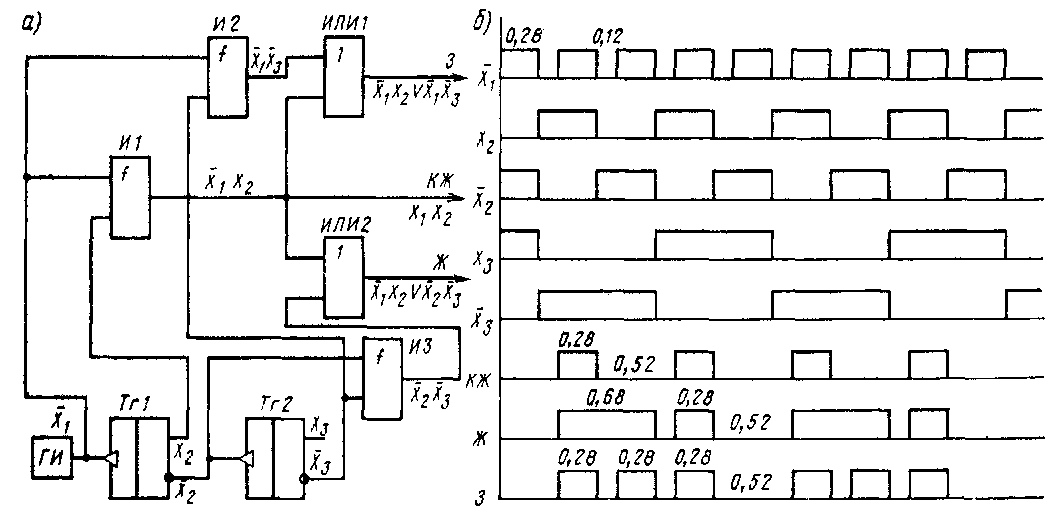 а)
И2
f
X̄₁X̄₃
ИЛИ1
1
З
X̄₁X₂∨X̄₁X̄₃
И1
f
X̄₁ X₂
КЖ
X₁ X₂
ИЛИ2
1
Ж
X̄₁X₂∨X̄₂X̄₃
И3
f
X̄₂X̄₃
X̄₁
ГИ
Тг1
X₂
X̄₂
Тг2
X₃
X̄₃
б)
0,28 0,12
X̄₁
X₂
X̄₂
X₃
X̄₃
0,28
0,52
КЖ
0,68 0,28
0,52
Ж
0,28 0,28 0,28
0,52
З